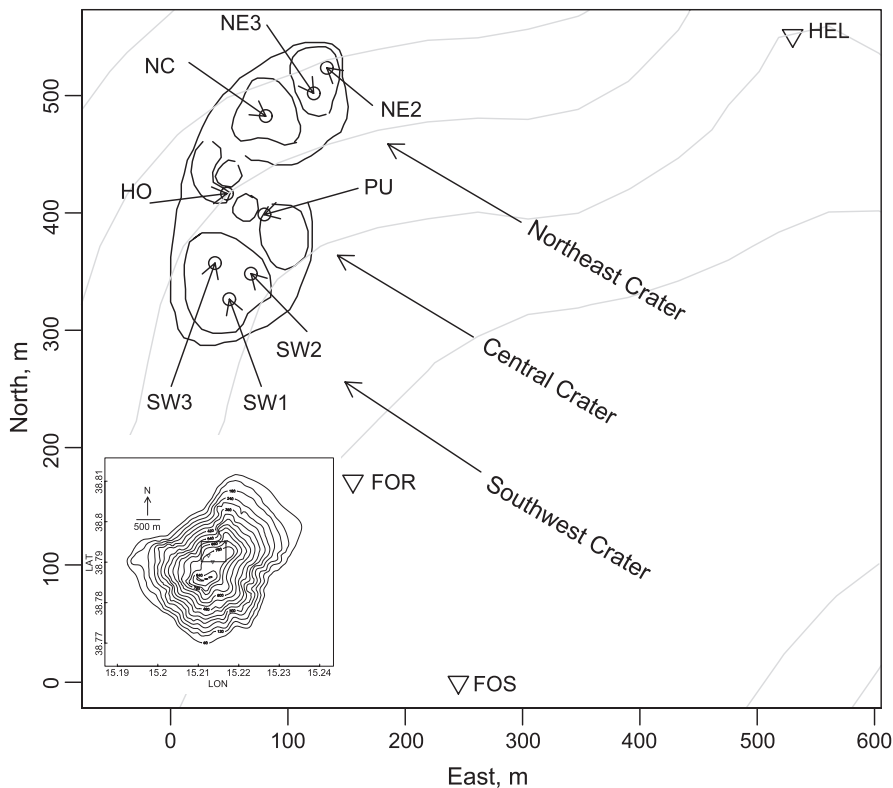 NE3
HEL
NC
NE2
500
HO
PU
400
Northeast Crater
300
SW2
Central Crater
SW3
SW1
North, m
200
FOR
Southwest Crater
100
0
FOS
38.81
38.8
38.79
38.78
38.77
LAT
N
500 m
15.19 15.2 15.21 15.22 15.23 15.24
LON
0 100 200 300 400 500 600
East, m